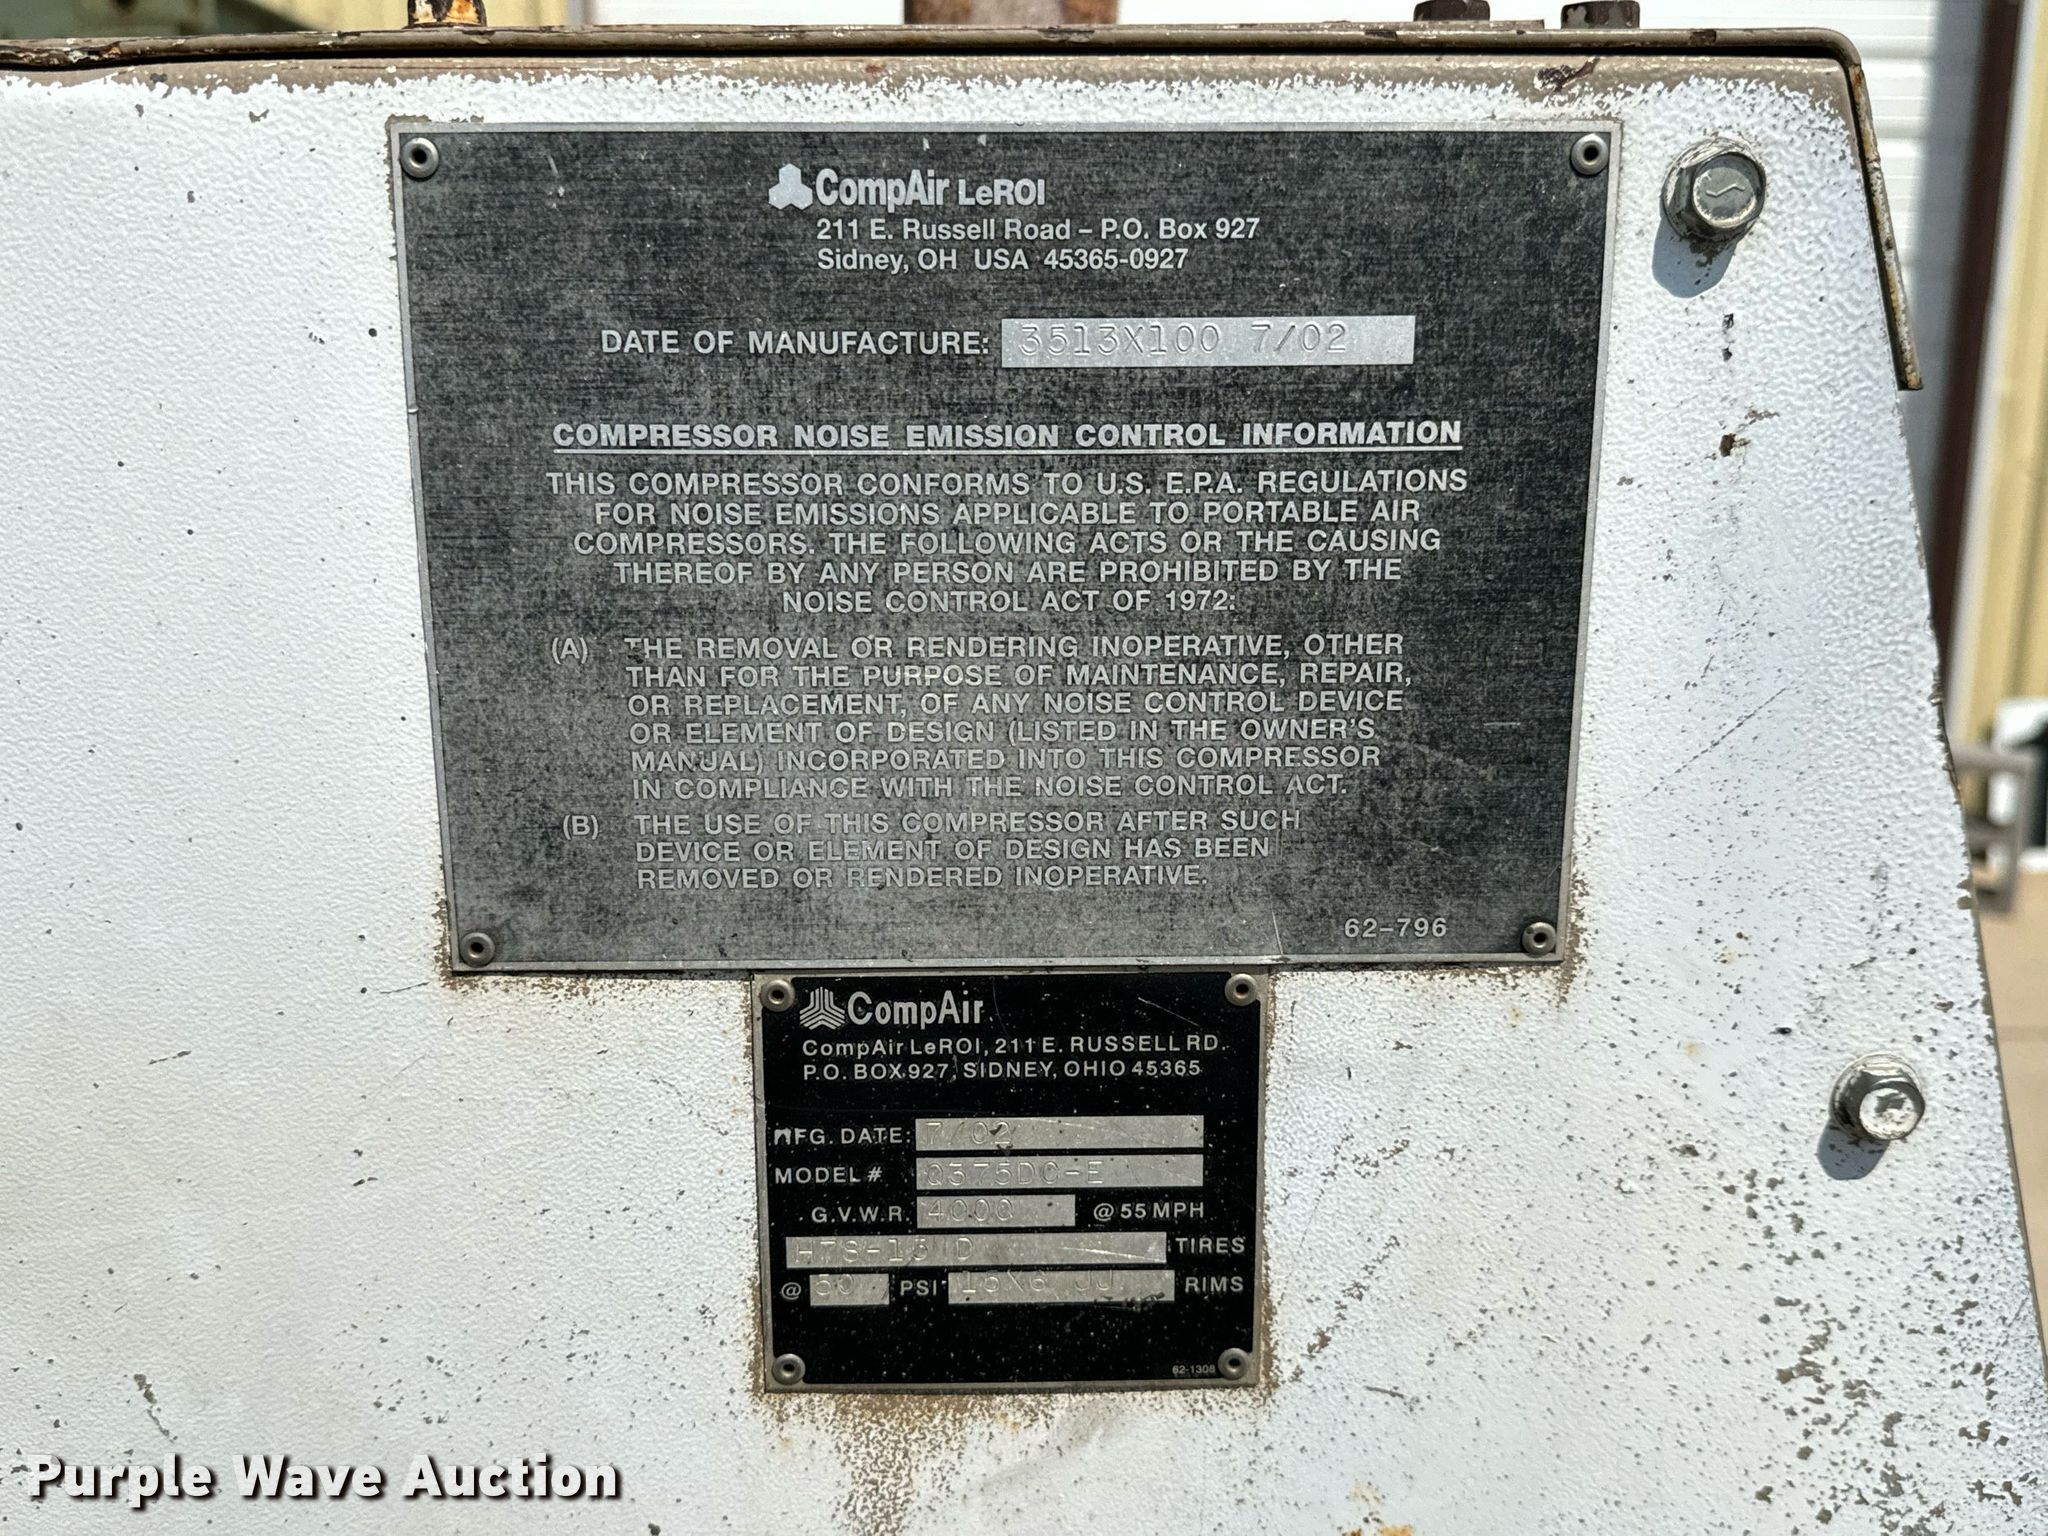 CompAir LeROI
211 E. Russell Road – P.O. Box 927
Sidney, OH USA 45365-0927
DATE OF MANUFACTURE: 3513X100 7/02
COMPRESSOR NOISE EMISSION CONTROL INFORMATION
THIS COMPRESSOR CONFORMS TO U.S. E.P.A. REGULATIONS
FOR NOISE EMISSIONS APPLICABLE TO PORTABLE AIR
COMPRESSORS. THE FOLLOWING ACTS OR THE CAUSING
THEREOF BY ANY PERSON ARE PROHIBITED BY THE
NOISE CONTROL ACT OF 1972:
(A) THE REMOVAL OR RENDERING INOPERATIVE, OTHER
THAN FOR THE PURPOSE OF MAINTENANCE, REPAIR,
OR REPLACEMENT, OF ANY NOISE CONTROL DEVICE
OR ELEMENT OF DESIGN (LISTED IN THE OWNER'S
MANUAL) INCORPORATED INTO THIS COMPRESSOR
IN COMPLIANCE WITH THE NOISE CONTROL ACT.
(B) THE USE OF THIS COMPRESSOR AFTER SUCH
DEVICE OR ELEMENT OF DESIGN HAS BEEN
REMOVED OR RENDERED INOPERATIVE.
62-796
CompAir
CompAir LeROI, 211 E. RUSSELL RD.
P.O. BOX 927, SIDNEY, OHIO 45365
MFG. DATE: 7/02
MODEL # Q375DC-E
G.V.W.R. 4000 @ 55 MPH
H78-15 D TIRES
@ PSI 15X6 JJ RIMS
62-1308
Purple Wave Auction